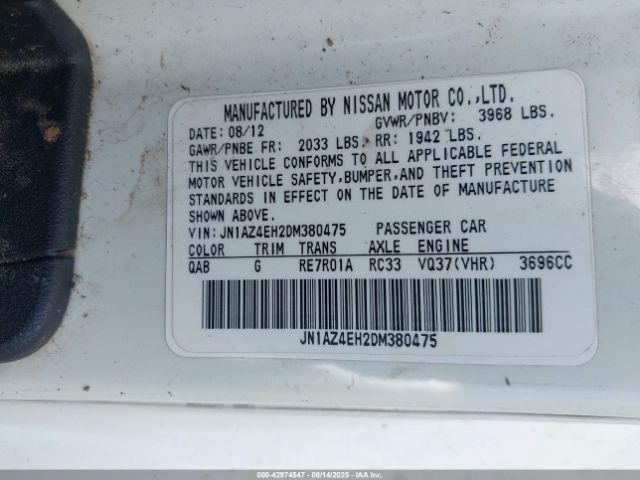 MANUFACTURED BY NISSAN MOTOR CO.,LTD.
DATE: 08/12 GVWR/PNBV: 3968 LBS.
GAWR/PNBE FR: 2033 LBS. RR: 1942 LBS.
THIS VEHICLE CONFORMS TO ALL APPLICABLE FEDERAL
MOTOR VEHICLE SAFETY,BUMPER,AND THEFT PREVENTION
STANDARDS IN EFFECT ON THE DATE OF MANUFACTURE
SHOWN ABOVE.
VIN:JN1AZ4EH2DM380475 PASSENGER CAR
COLOR TRIM TRANS AXLE ENGINE
QAB G RE7R01A RC33 VQ37(VHR) 3696CC
JN1AZ4EH2DM380475
000-42974547 - 08/14/2025 -